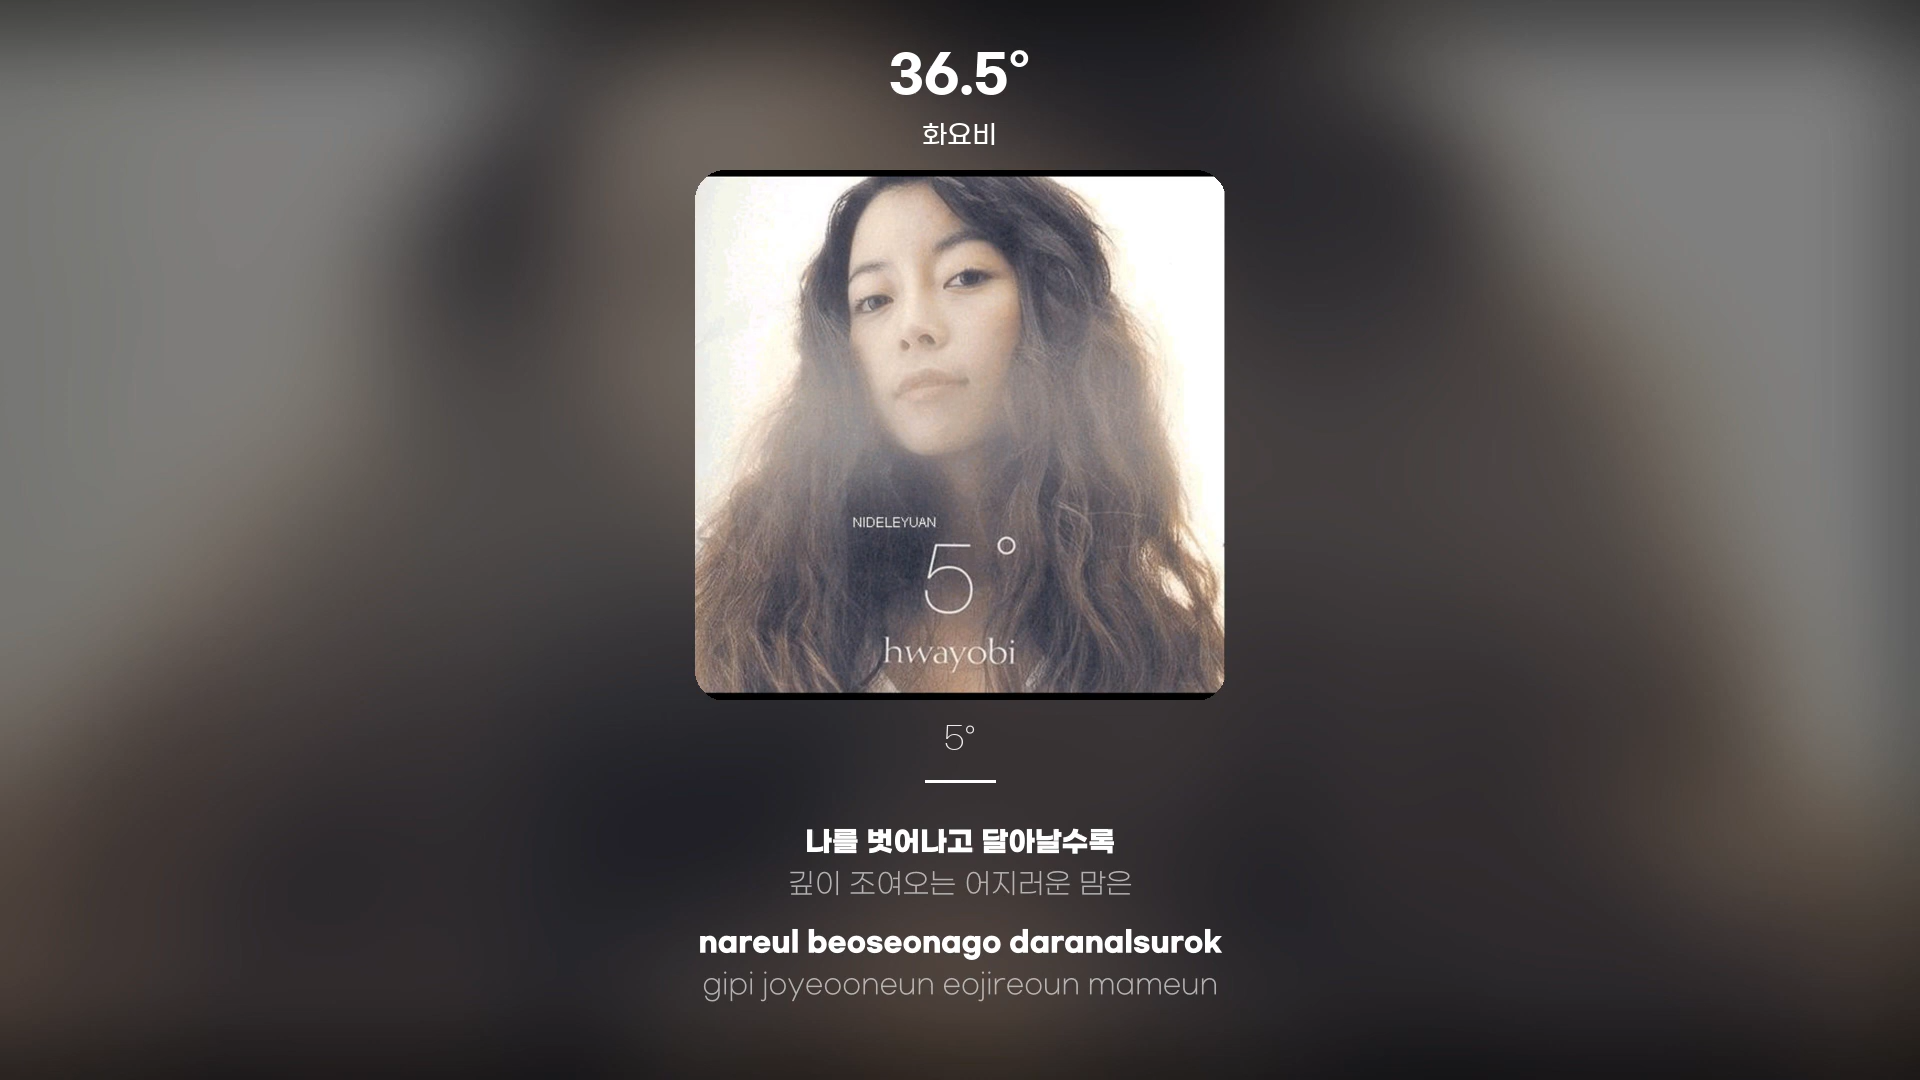 36.5°
화요비
NIDELEYUAN
5°
hwayobi
5°
나를 벗어나고 달아날수록
깊이 조여오는 어지러운 맘은
nareul beoseonago daranalsurok
gipi joyeooneun eojireoun mameun